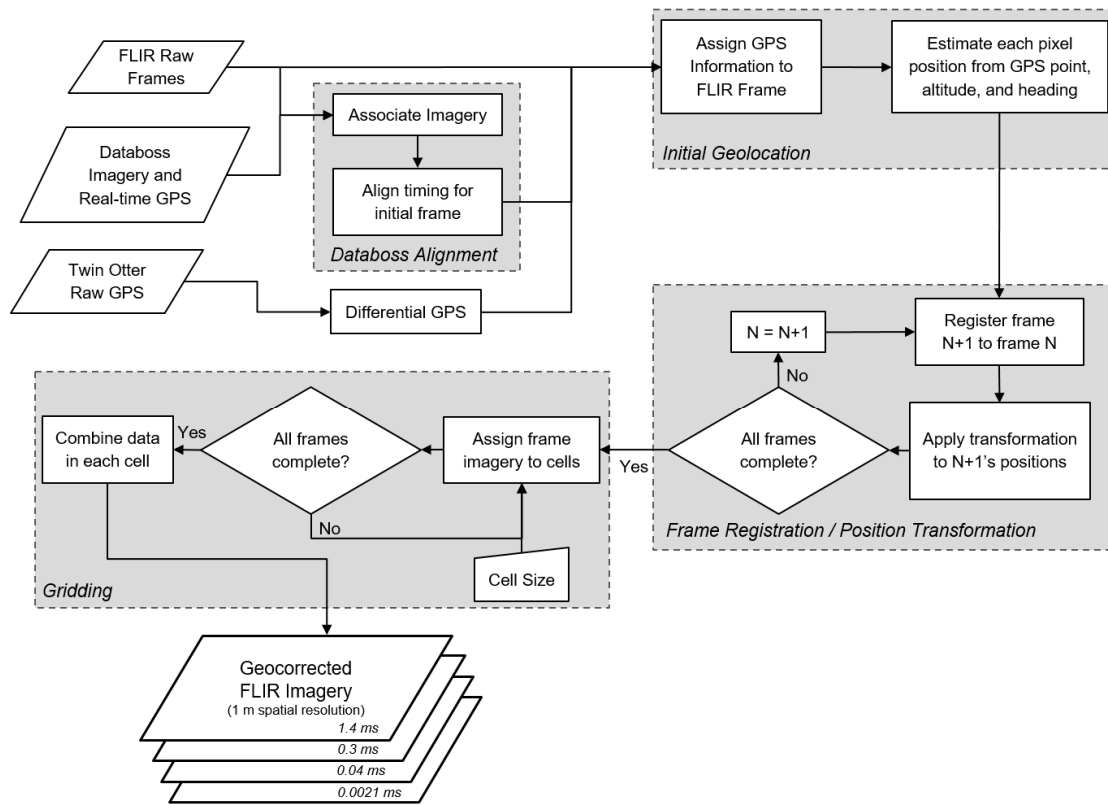 FLIR Raw
Frames
Databoss
Imagery and
Real-time GPS
Twin Otter
Raw GPS
Associate Imagery
Align timing for
initial frame
Databoss Alignment
Differential GPS
Assign GPS
Information to
FLIR Frame
Estimate each pixel
position from GPS point,
altitude, and heading
Initial Geolocation
N = N+1
Register frame
N+1 to frame N
No
All frames
complete?
Apply transformation
to N+1's positions
Yes
Frame Registration / Position Transformation
Combine data
in each cell
Yes
All frames
complete?
Assign frame
imagery to cells
No
Cell Size
Gridding
Geocorrected
FLIR Imagery
(1 m spatial resolution)
1.4 ms
0.3 ms
0.04 ms
0.0021 ms